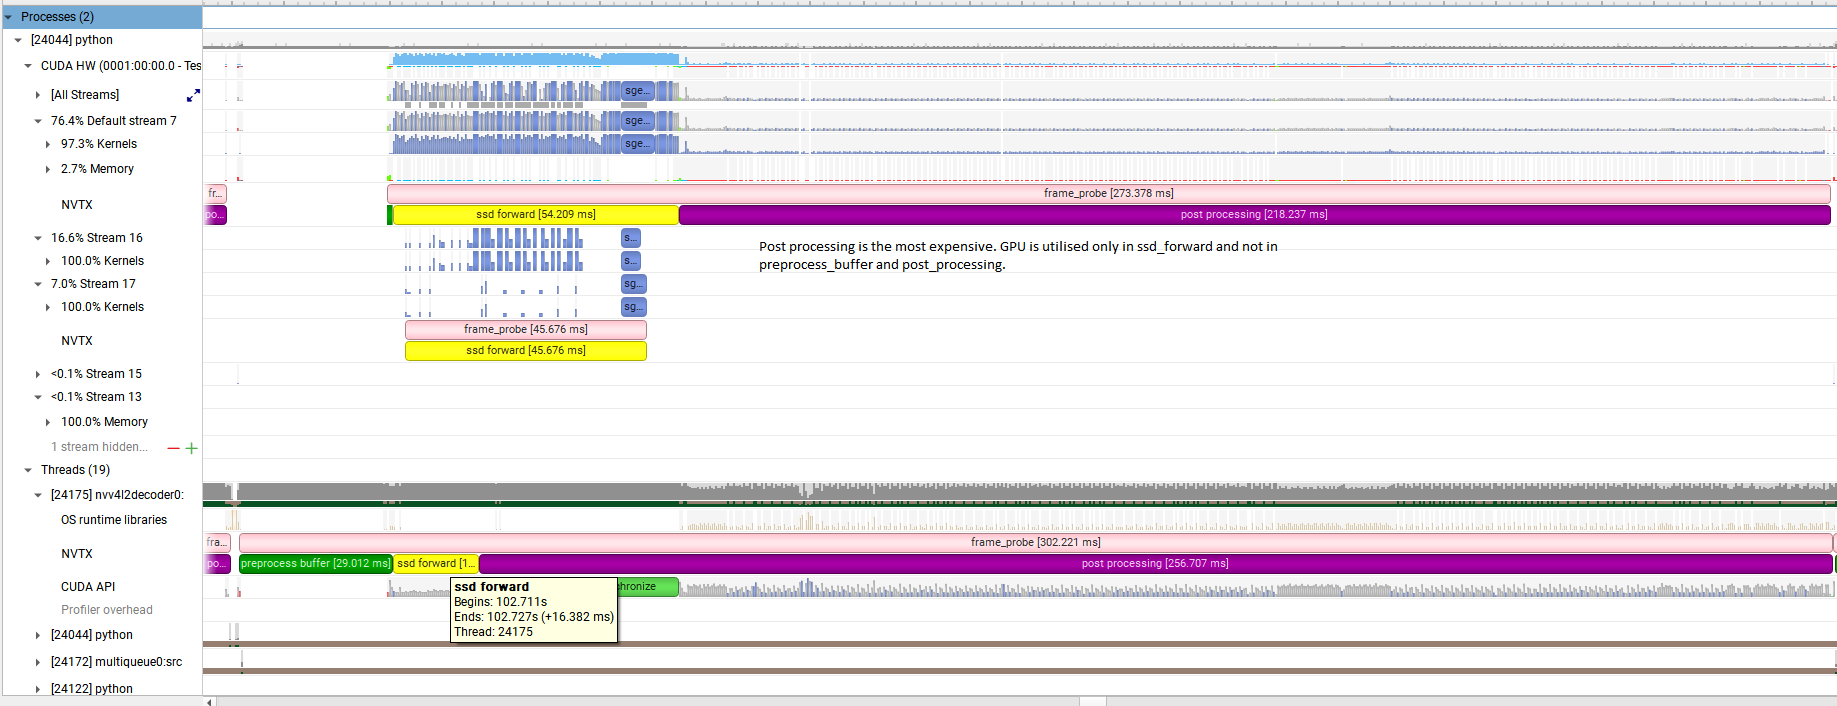 Processes (2)
[24044] python
CUDA HW (0001:00:00.0 - Tes
[All Streams]
sge...
76.4% Default stream 7
sge...
97.3% Kernels
sge...
2.7% Memory
NVTX
fr...
frame_probe [273.378 ms]
po...
ssd forward [54.209 ms]
post processing [218.237 ms]
16.6% Stream 16
s...
100.0% Kernels
s...
Post processing is the most expensive. GPU is utilised only in ssd_forward and not in
preprocess_buffer and post_processing.
7.0% Stream 17
sg...
100.0% Kernels
sg...
NVTX
frame_probe [45.676 ms]
ssd forward [45.676 ms]
<0.1% Stream 15
<0.1% Stream 13
100.0% Memory
1 stream hidden...
Threads (19)
[24175] nvv4l2decoder0:
OS runtime libraries
NVTX
fra...
frame_probe [302.221 ms]
po...
preprocess buffer [29.012 ms]
ssd forward [1...
post processing [256.707 ms]
CUDA API
hronize
ssd forward
Begins: 102.711s
Ends: 102.727s (+16.382 ms)
Thread: 24175
Profiler overhead
[24044] python
[24172] multiqueue0:src
[24122] python